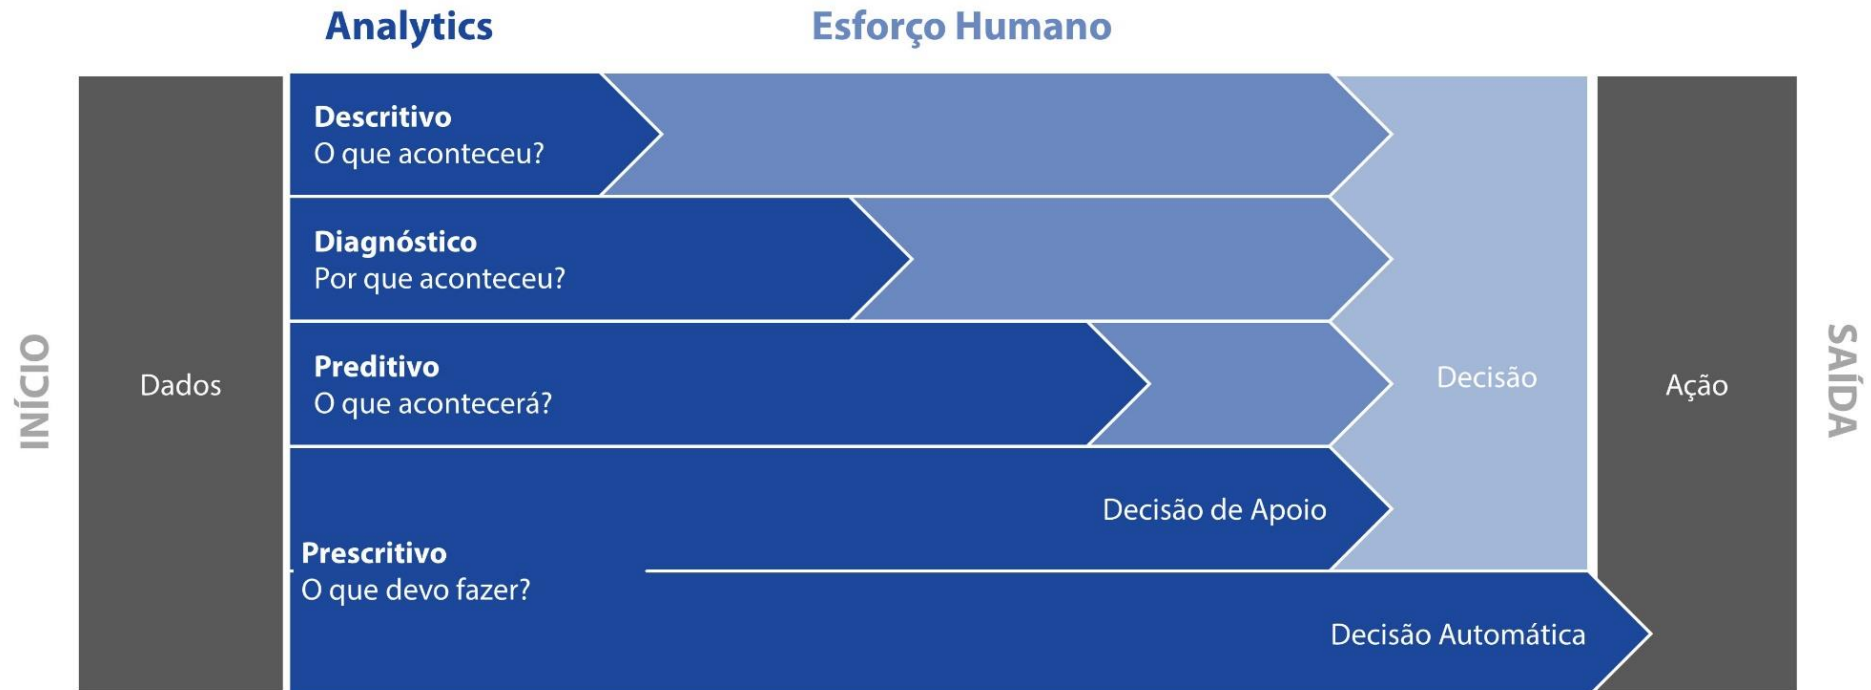 Analytics
Esforço Humano
INÍCIO
Dados
Descritivo
O que aconteceu?
Diagnóstico
Por que aconteceu?
Preditivo
O que acontecerá?
Prescritivo
O que devo fazer?
Decisão de Apoio
Decisão Automática
Decisão
Ação
SAÍDA